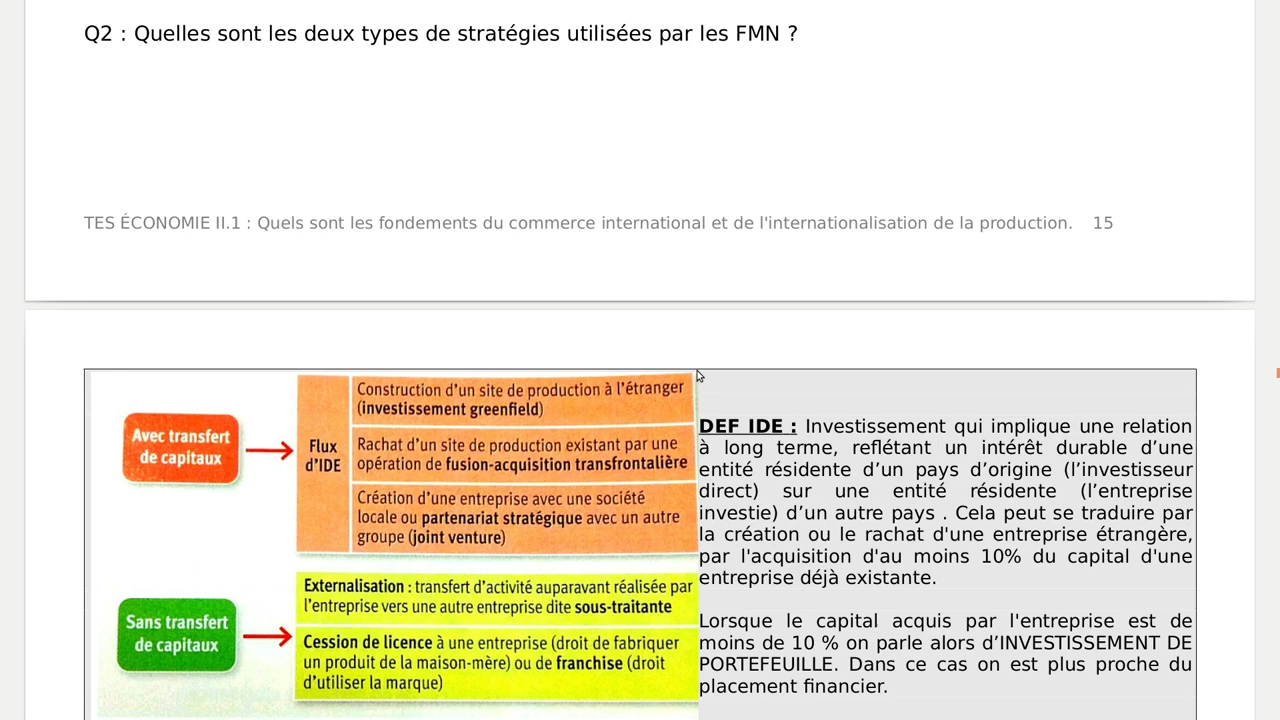 Q2 : Quelles sont les deux types de stratégies utilisées par les FMN ?
TES ÉCONOMIE II.1 : Quels sont les fondements du commerce international et de l'internationalisation de la production. 15
Avec transfert
de capitaux
Flux
d'IDE
Construction d'un site de production à l'étranger
(investissement greenfield)
Rachat d'un site de production existant par une
opération de fusion-acquisition transfrontalière
Création d'une entreprise avec une société
locale ou partenariat stratégique avec un autre
groupe (joint venture)
Sans transfert
de capitaux
Externalisation : transfert d'activité auparavant réalisée par
l'entreprise vers une autre entreprise dite sous-traitante
Cession de licence à une entreprise (droit de fabriquer
un produit de la maison-mère) ou de franchise (droit
d'utiliser la marque)
DEF IDE : Investissement qui implique une relation
à long terme, reflétant un intérêt durable d'une
entité résidente d'un pays d'origine (l'investisseur
direct) sur une entité résidente (l'entreprise
investie) d'un autre pays . Cela peut se traduire par
la création ou le rachat d'une entreprise étrangère,
par l'acquisition d'au moins 10% du capital d'une
entreprise déjà existante.
Lorsque le capital acquis par l'entreprise est de
moins de 10 % on parle alors d'INVESTISSEMENT DE
PORTEFEUILLE. Dans ce cas on est plus proche du
placement financier.